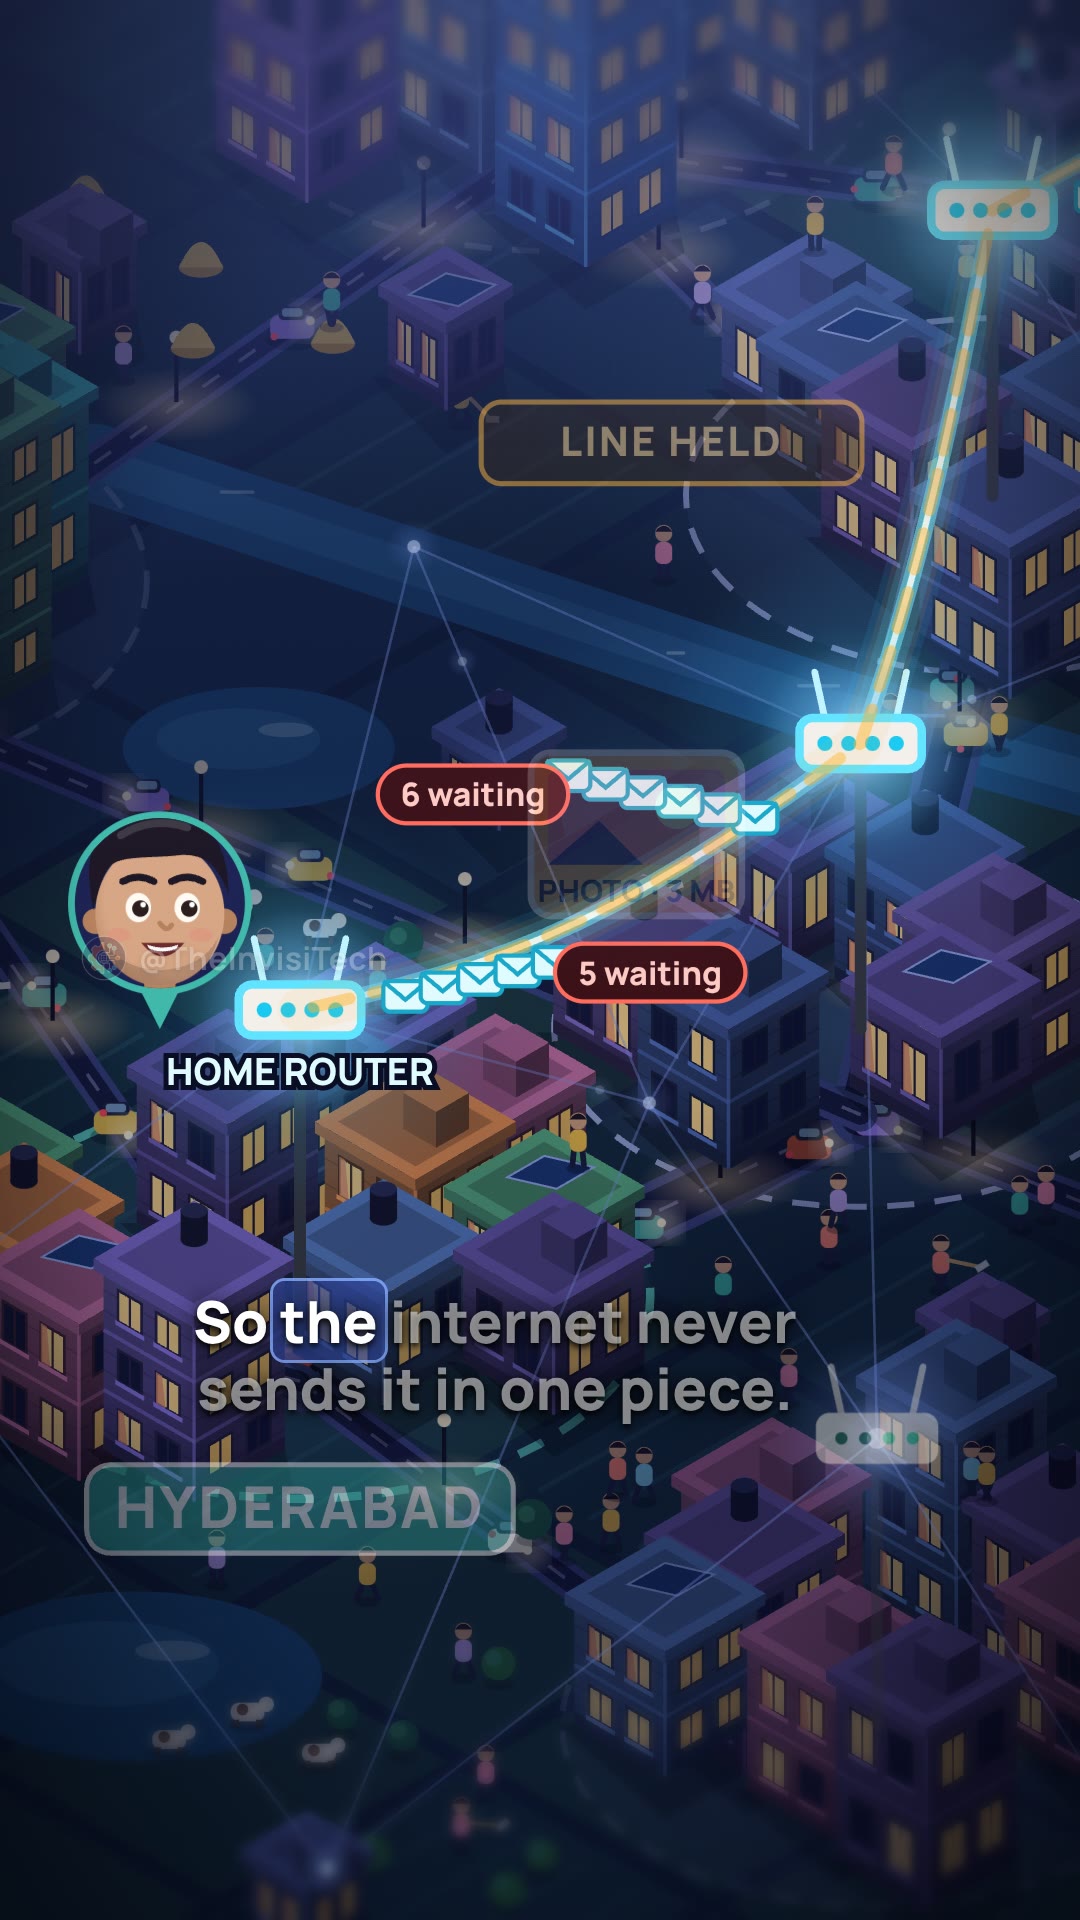 LINE HELD
6 waiting
PHOTO · 3 MB
@TheInvisiTech
5 waiting
HOME ROUTER
So the internet never
sends it in one piece.
HYDERABAD